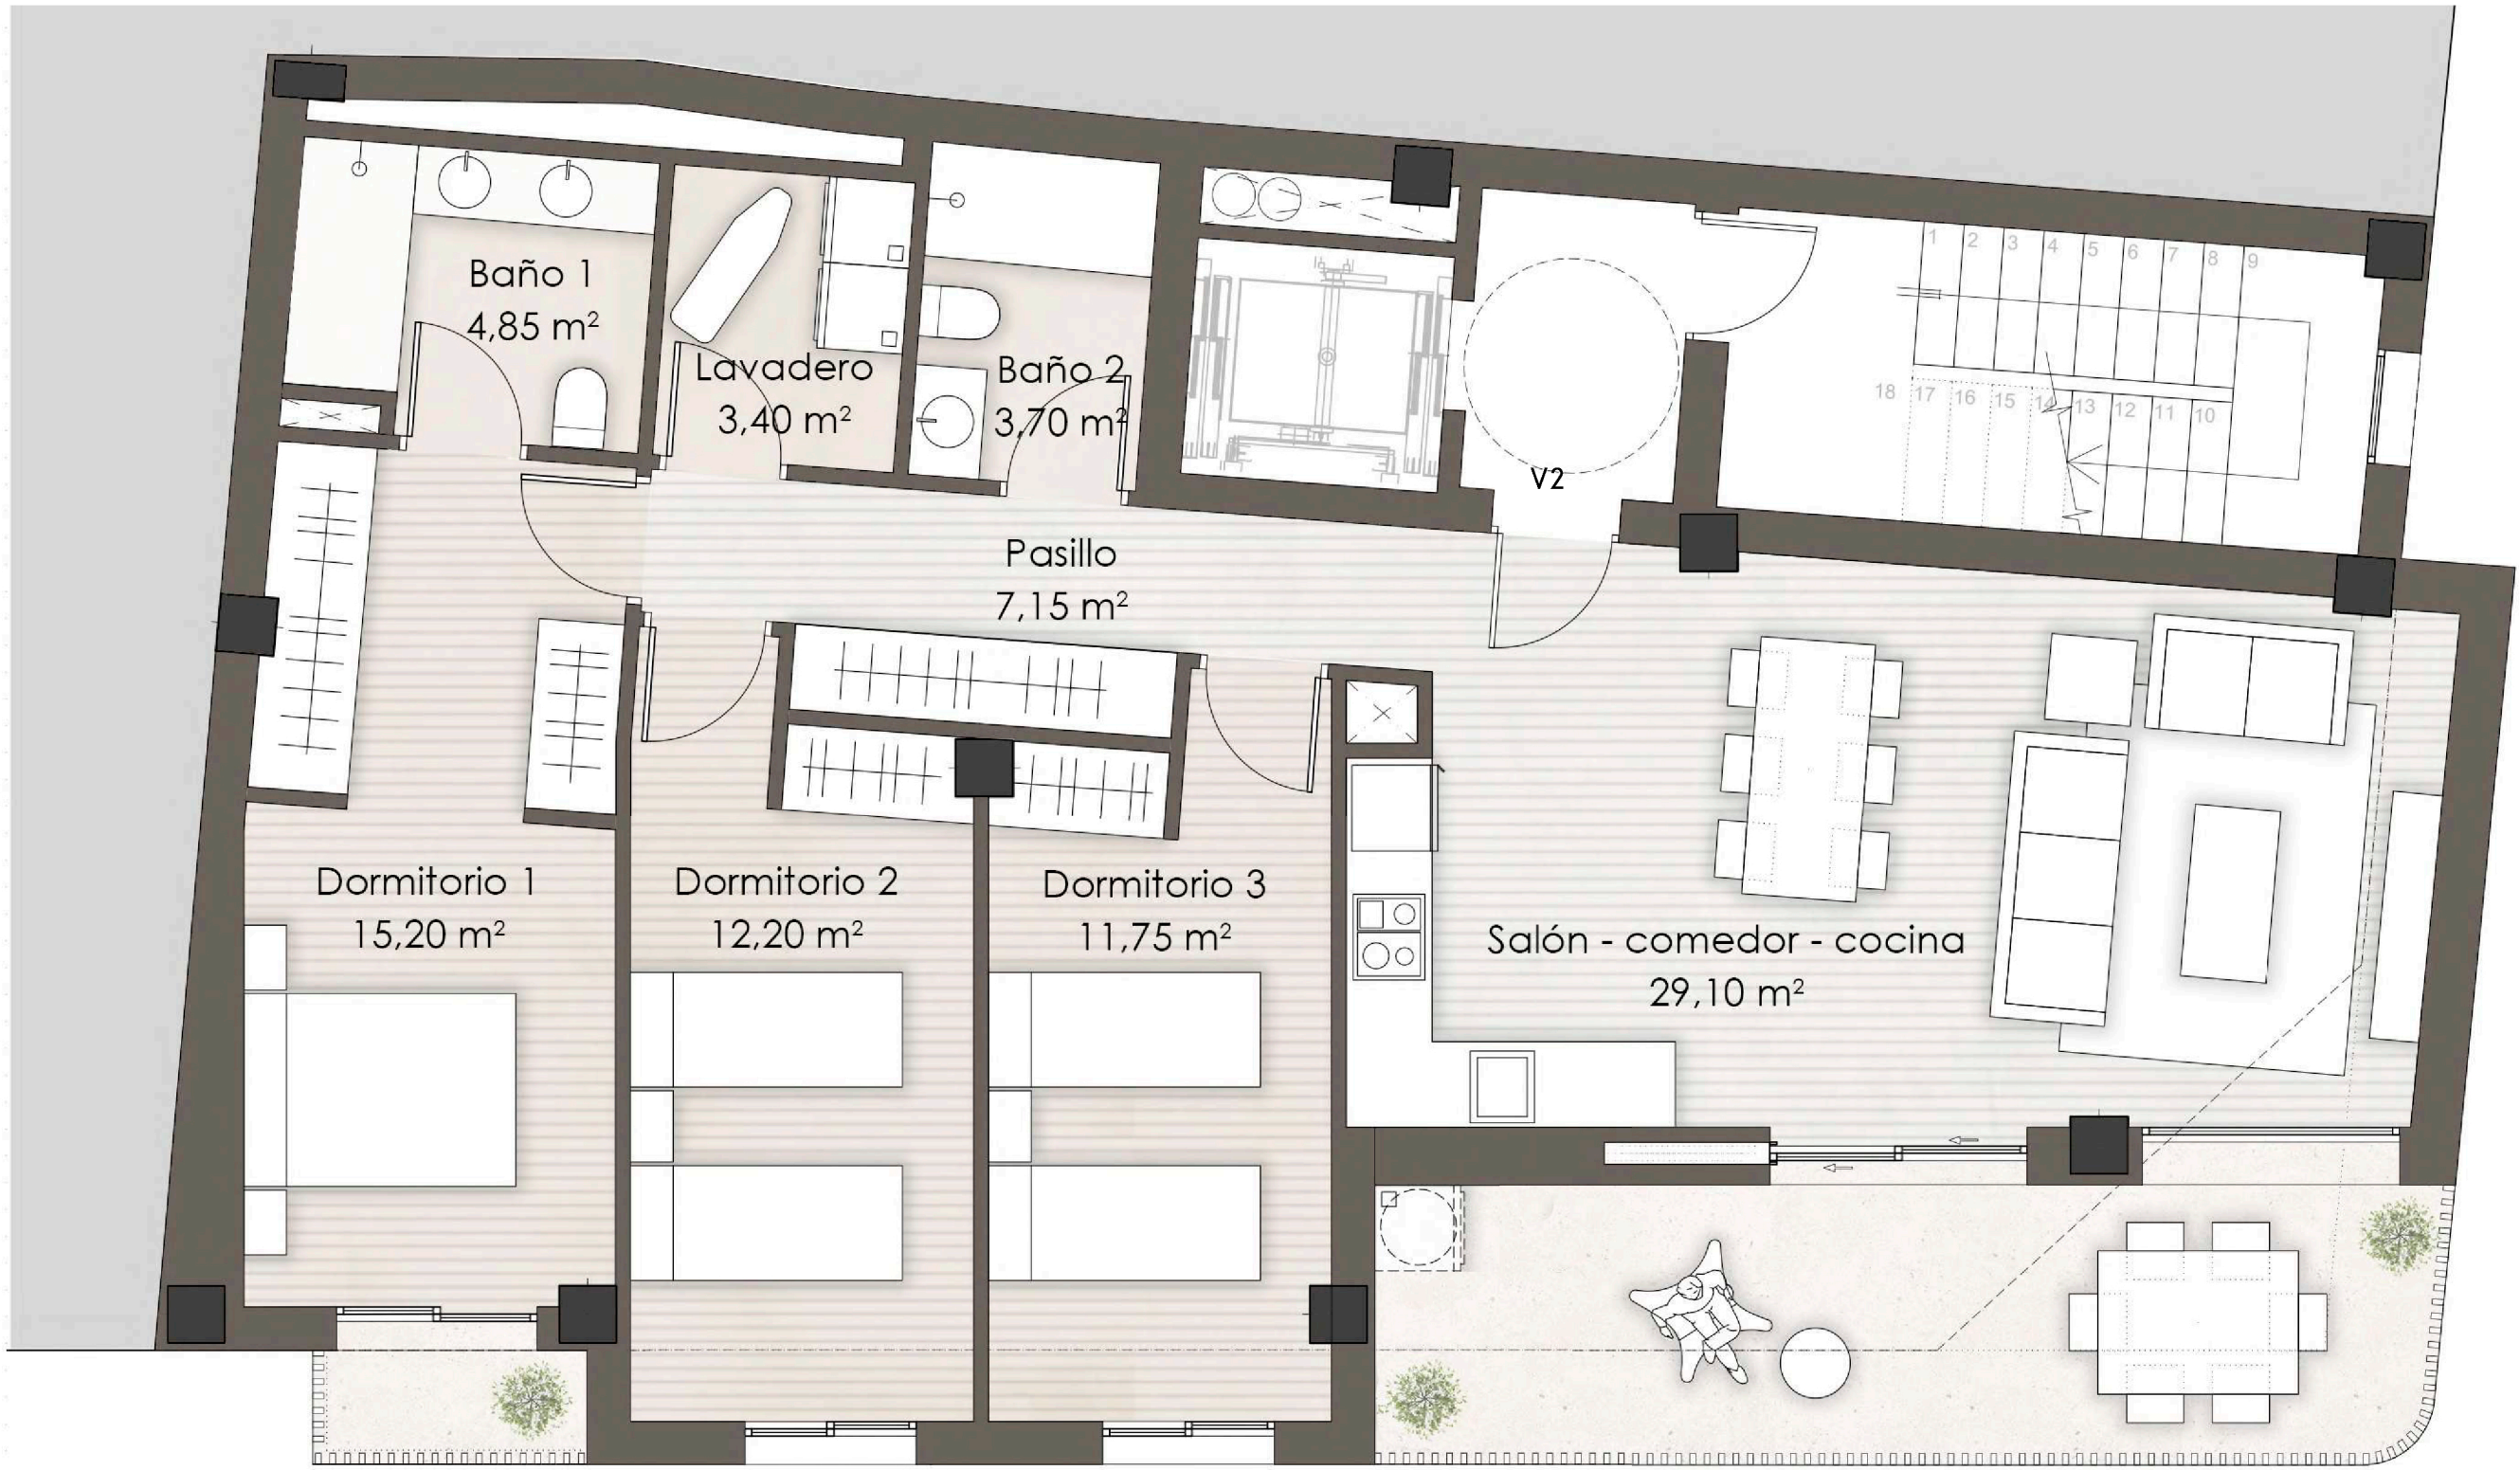 1
2
3
4
5
6
7
8
9
Baño 1
4,85 m²
Lavadero
3,40 m²
Baño 2
3,70 m²
18
17
16
15
14
13
12
11
10
V2
Pasillo
7,15 m²
Dormitorio 1
15,20 m²
Dormitorio 2
12,20 m²
Dormitorio 3
11,75 m²
Salón - comedor - cocina
29,10 m²